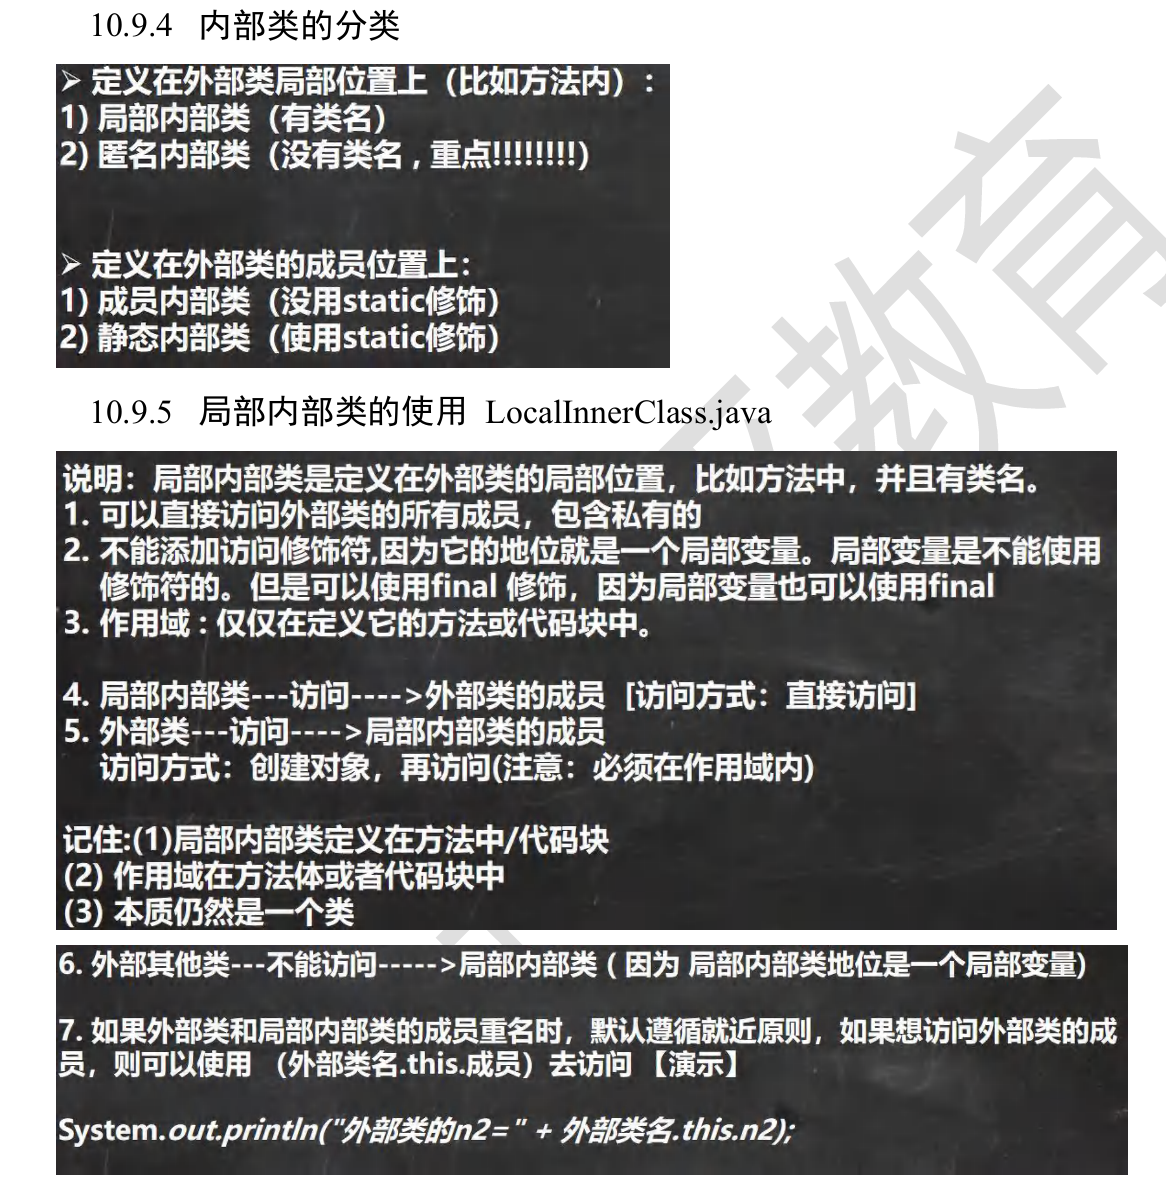 10.9.4 内部类的分类
➢ 定义在外部类局部位置上（比如方法内）:
1) 局部内部类（有类名）
2) 匿名内部类（没有类名 , 重点!!!!!!!!）
➢ 定义在外部类的成员位置上：
1) 成员内部类（没用static修饰）
2) 静态内部类（使用static修饰）
10.9.5 局部内部类的使用 LocalInnerClass.java
说明：局部内部类是定义在外部类的局部位置，比如方法中，并且有类名。
1. 可以直接访问外部类的所有成员，包含私有的
2. 不能添加访问修饰符,因为它的地位就是一个局部变量。局部变量是不能使用
修饰符的。但是可以使用final 修饰，因为局部变量也可以使用final
3. 作用域 : 仅仅在定义它的方法或代码块中。
4. 局部内部类---访问---->外部类的成员 [访问方式：直接访问]
5. 外部类---访问---->局部内部类的成员
访问方式：创建对象，再访问(注意：必须在作用域内)
记住:(1)局部内部类定义在方法中/代码块
(2) 作用域在方法体或者代码块中
(3) 本质仍然是一个类
6. 外部其他类---不能访问----->局部内部类 ( 因为 局部内部类地位是一个局部变量)
7. 如果外部类和局部内部类的成员重名时，默认遵循就近原则，如果想访问外部类的成
员，则可以使用 （外部类名.this.成员）去访问 【演示】
System.out.println("外部类的n2=" + 外部类名.this.n2);
教育